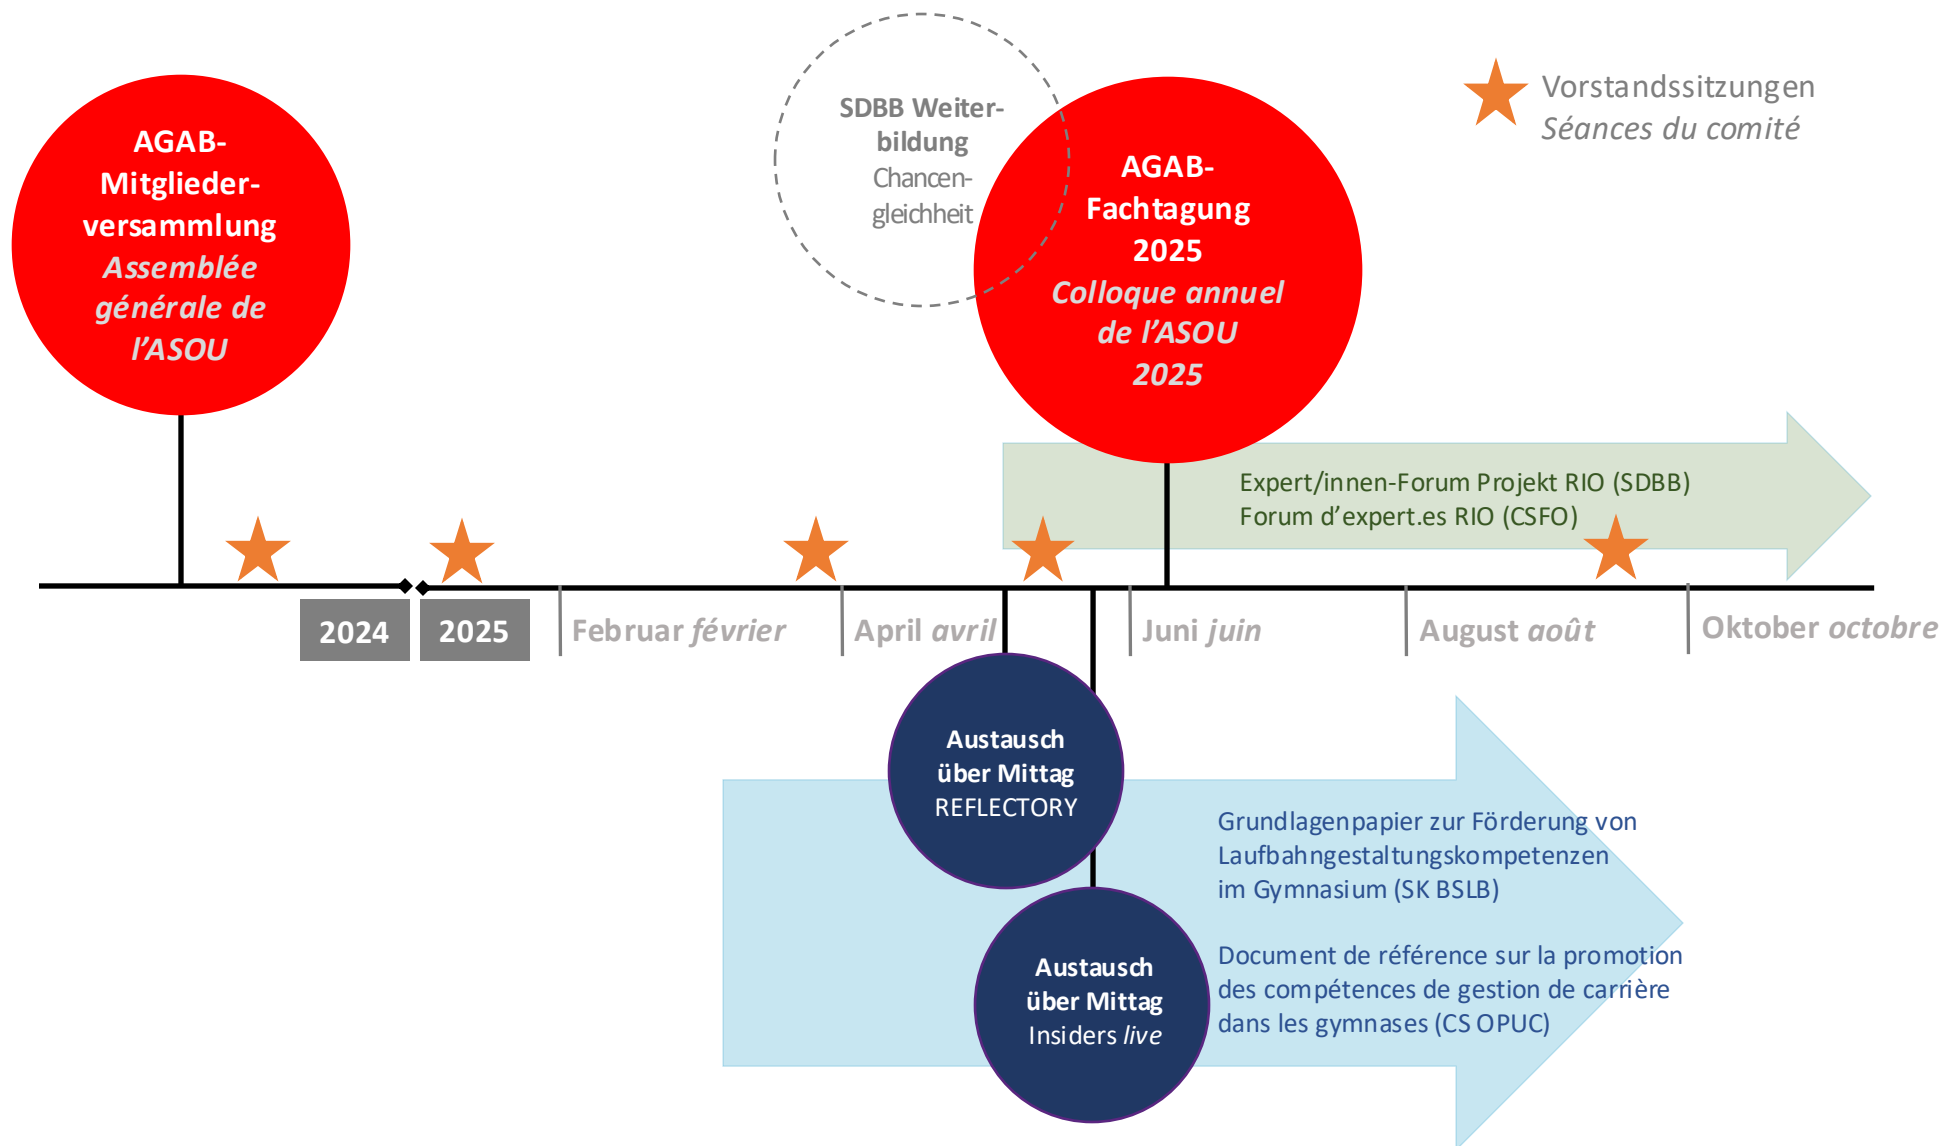 AGAB-
Mitglieder-
versammlung
Assemblée
générale de
l’ASOU
SDBB Weiter-
bildung
Chancen-
gleichheit
AGAB-
Fachtagung
2025
Colloque annuel
de l’ASOU
2025
Vorstandssitzungen
Séances du comité
Expert/innen-Forum Projekt RIO (SDBB)
Forum d’expert.es RIO (CSFO)
2024
2025
Februar février
April avril
Juni juin
August août
Oktober octobre
Austausch
über Mittag
REFLECTORY
Austausch
über Mittag
Insiders live
Grundlagenpapier zur Förderung von
Laufbahngestaltungskompetenzen
im Gymnasium (SK BSLB)
Document de référence sur la promotion
des compétences de gestion de carrière
dans les gymnases (CS OPUC)